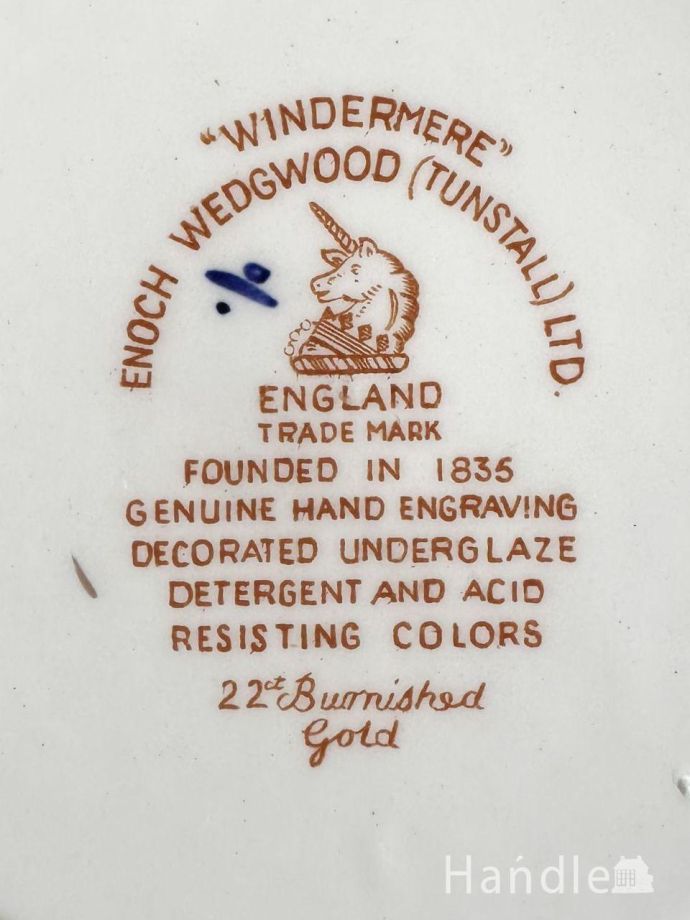 "WINDERMERE"
ENOCH WEDGWOOD (TUNSTALL) LTD.
ENGLAND
TRADE MARK
FOUNDED IN 1835
GENUINE HAND ENGRAVING
DECORATED UNDERGLAZE
DETERGENT AND ACID
RESISTING COLORS
22ct Burnished
Gold
Handle